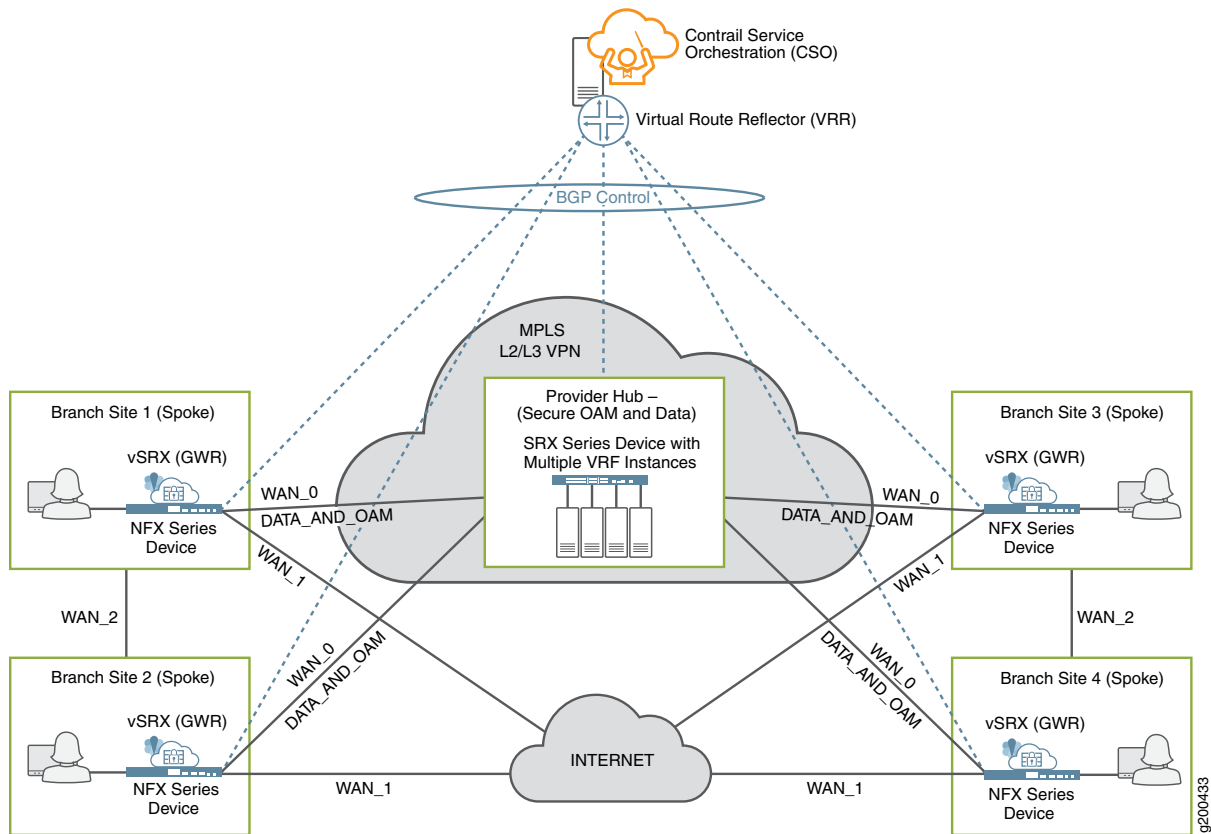 Contrail Service
Orchestration (CSO)
Virtual Route Reflector (VRR)
BGP Control
MPLS
L2/L3 VPN
Provider Hub –
(Secure OAM and Data)
SRX Series Device with
Multiple VRF Instances
Branch Site 1 (Spoke)
vSRX (GWR)
NFX Series
Device
WAN_0
DATA_AND_OAM
WAN_1
WAN_2
Branch Site 3 (Spoke)
vSRX (GWR)
NFX Series
Device
WAN_0
DATA_AND_OAM
WAN_1
WAN_2
Branch Site 2 (Spoke)
vSRX (GWR)
NFX Series
Device
WAN_0
DATA_AND_OAM
WAN_1
INTERNET
Branch Site 4 (Spoke)
vSRX (GWR)
NFX Series
Device
WAN_0
DATA_AND_OAM
WAN_1
g200433